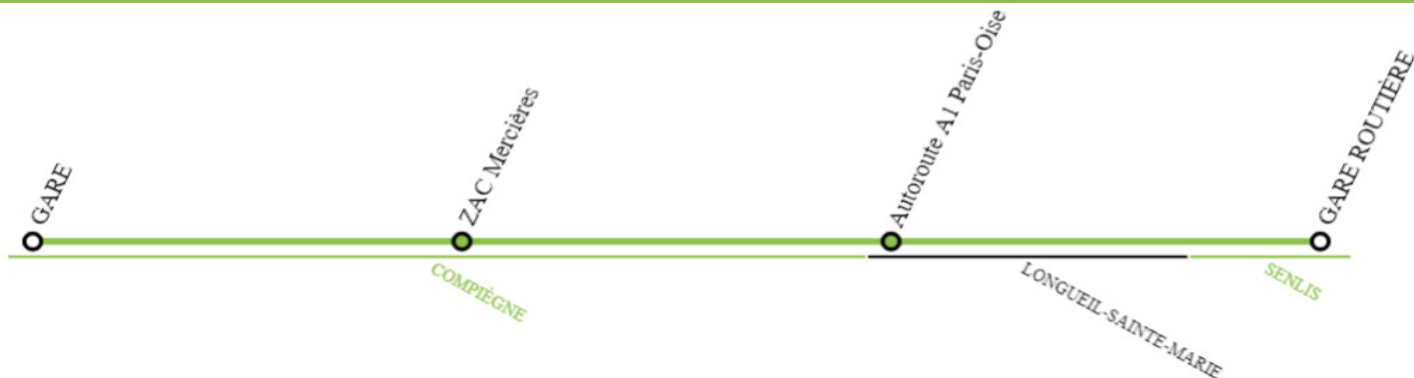 GARE
ZAC Mercières
Autoroute A1 Paris-Oise
GARE ROUTIÈRE
COMPIÈGNE
LONGUEIL-SAINTE-MARIE
SENLIS